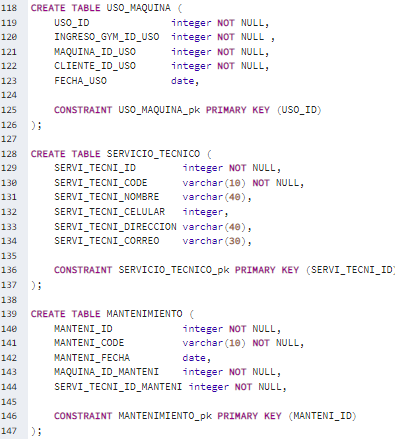 118 CREATE TABLE USO_MAQUINA (
119 USO_ID integer NOT NULL,
120 INGRESO_GYM_ID_USO integer NOT NULL ,
121 MAQUINA_ID_USO integer NOT NULL,
122 CLIENTE_ID_USO integer NOT NULL,
123 FECHA_USO date,
124
125 CONSTRAINT USO_MAQUINA_pk PRIMARY KEY (USO_ID)
126 );
127
128 CREATE TABLE SERVICIO_TECNICO (
129 SERVI_TECNI_ID integer NOT NULL,
130 SERVI_TECNI_CODE varchar(10) NOT NULL,
131 SERVI_TECNI_NOMBRE varchar(40),
132 SERVI_TECNI_CELULAR integer,
133 SERVI_TECNI_DIRECCION varchar(40),
134 SERVI_TECNI_CORREO varchar(30),
135
136 CONSTRAINT SERVICIO_TECNICO_pk PRIMARY KEY (SERVI_TECNI_ID)
137 );
138
139 CREATE TABLE MANTENIMIENTO (
140 MANTENI_ID integer NOT NULL,
141 MANTENI_CODE varchar(10) NOT NULL,
142 MANTENI_FECHA date,
143 MAQUINA_ID_MANTENI integer NOT NULL,
144 SERVI_TECNI_ID_MANTENI integer NOT NULL,
145
146 CONSTRAINT MANTENIMIENTO_pk PRIMARY KEY (MANTENI_ID)
147 );